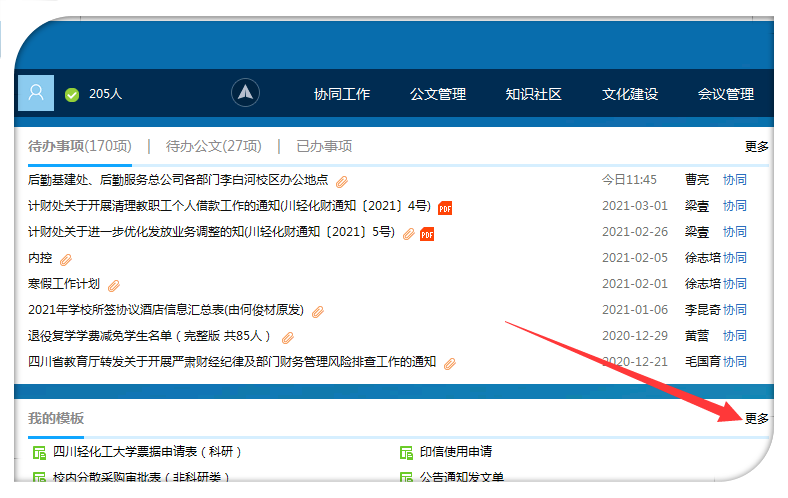 205人 协同工作 公文管理 知识社区 文化建设 会议管理
待办事项(170项) | 待办公文(27项) | 已办事项 更多
后勤基建处、后勤服务总公司各部门李白河校区办公地点 今日11:45 曹亮 协同
计财处关于开展清理教职工个人借款工作的通知(川轻化财通知〔2021〕4号) PDF 2021-03-01 梁壹 协同
计财处关于进一步优化发放业务调整的知(川轻化财通知〔2021〕5号) PDF 2021-02-26 梁壹 协同
内控 2021-02-05 徐志培 协同
寒假工作计划 2021-02-01 徐志培 协同
2021年学校所签协议酒店信息汇总表(由何俊材原发) 2021-01-06 李昆奇 协同
退役复学学费减免学生名单（完整版 共85人） 2020-12-29 黄蓥 协同
四川省教育厅转发关于开展严肃财经纪律及部门财务管理风险排查工作的通知 2020-12-21 毛国育 协同
我的模板 更多
四川轻化工大学票据申请表（科研） 印信使用申请
校内分散采购审批表（非科研类） 公告通知发文单